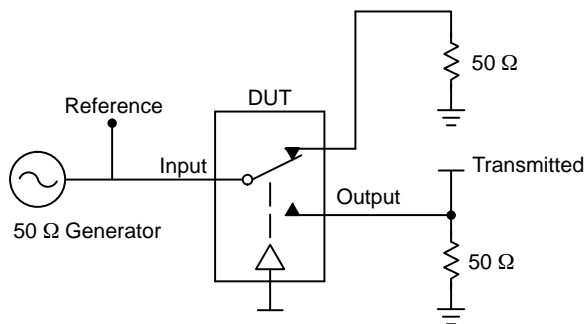 50 Ω
DUT
Reference
Input
Transmitted
Output
50 Ω Generator
50 Ω